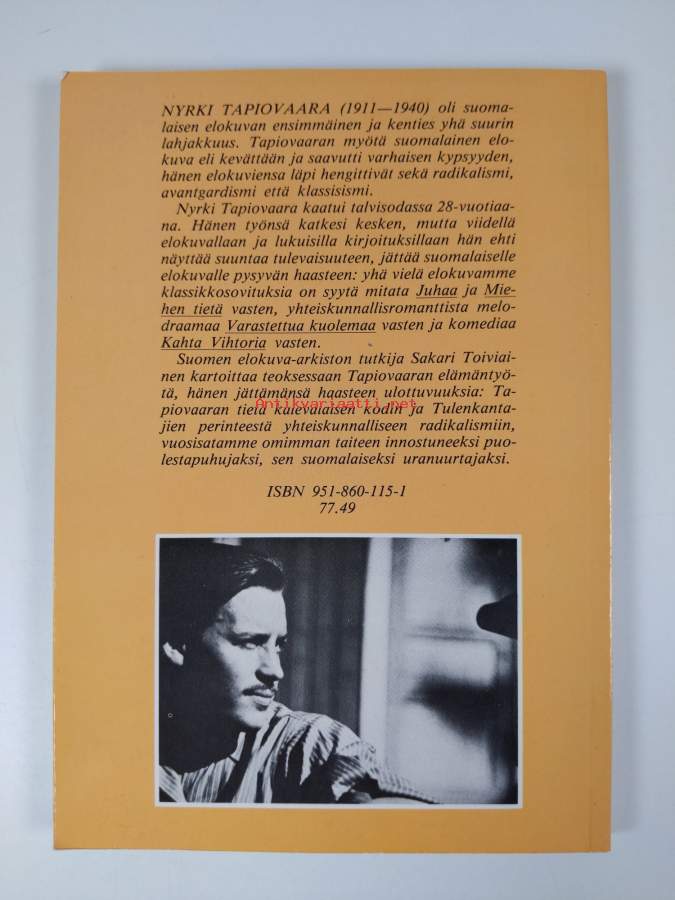 NYRKI TAPIOVAARA (1911—1940) oli suoma-
laisen elokuvan ensimmäinen ja kenties yhä suurin
lahjakkuus. Tapiovaaran myötä suomalainen elo-
kuva eli kevättään ja saavutti varhaisen kypsyyden,
hänen elokuviensa läpi hengittivät sekä radikalismi,
avantgardismi että klassisismi.
Nyrki Tapiovaara kaatui talvisodassa 28-vuotiaa-
na. Hänen työnsä katkesi kesken, mutta viidellä
elokuvallaan ja lukuisilla kirjoituksillaan hän ehti
näyttää suuntaa tulevaisuuteen, jättää suomalaiselle
elokuvalle pysyvän haasteen: yhä vielä elokuvamme
klassikkosovituksia on syytä mitata Juhaa ja Mie-
hen tietä vasten, yhteiskunnallisromanttista melo-
draamaa Varastettua kuolemaa vasten ja komediaa
Kahta Vihtoria vasten.
Suomen elokuva-arkiston tutkija Sakari Toiviai-
nen kartoittaa teoksessaan Tapiovaaran elämäntyö-
tä, hänen jättämänsä haasteen ulottuvuuksia: Ta-
Antikvariaatti.net
piovaaran tietä kalevalaisen kodin ja Tulenkanta-
jien perinteestä yhteiskunnalliseen radikalismiin,
vuosisatamme omimman taiteen innostuneeksi puo-
lestapuhujaksi, sen suomalaiseksi uranuurtajaksi.
ISBN 951-860-115-1
77.49